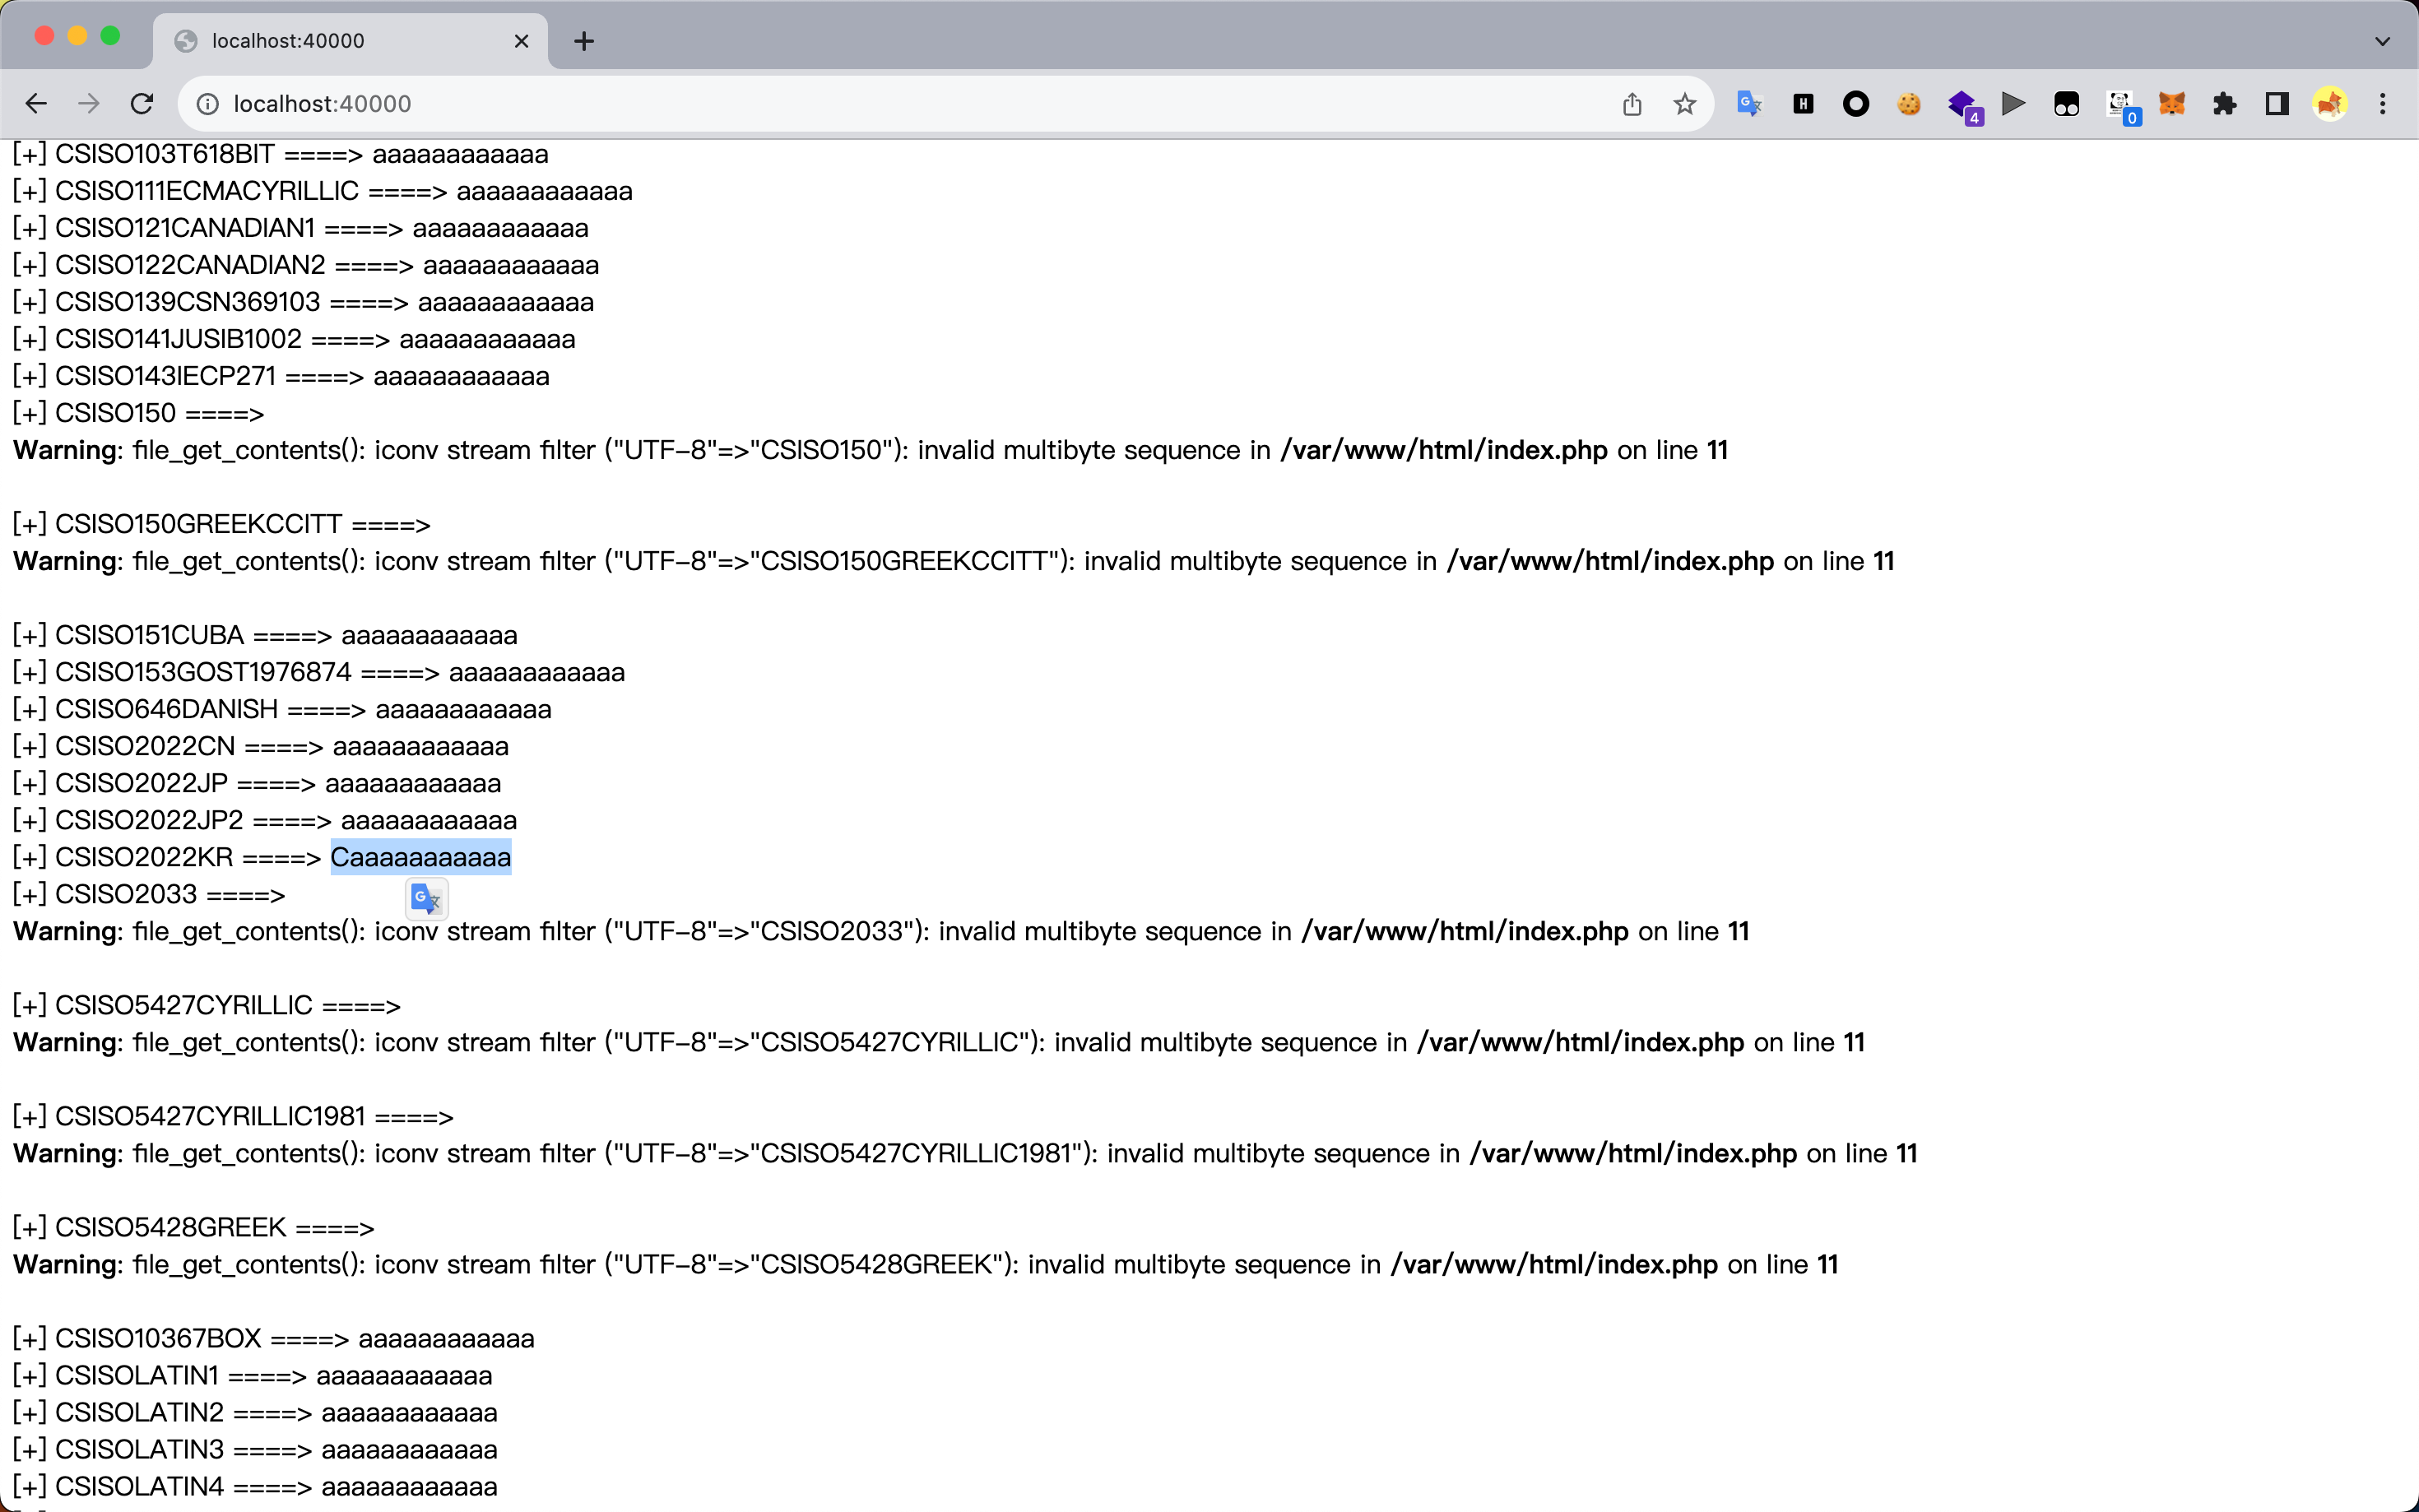 localhost:40000
localhost:40000
4
0
[+] CSISO103T618BIT ====> aaaaaaaaaaaa
[+] CSISO111ECMACYRILLIC ====> aaaaaaaaaaaa
[+] CSISO121CANADIAN1 ====> aaaaaaaaaaaa
[+] CSISO122CANADIAN2 ====> aaaaaaaaaaaa
[+] CSISO139CSN369103 ====> aaaaaaaaaaaa
[+] CSISO141JUSIB1002 ====> aaaaaaaaaaaa
[+] CSISO143IECP271 ====> aaaaaaaaaaaa
[+] CSISO150 ====>
Warning: file_get_contents(): iconv stream filter ("UTF-8"=>"CSISO150"): invalid multibyte sequence in /var/www/html/index.php on line 11
[+] CSISO150GREEKCCITT ====>
Warning: file_get_contents(): iconv stream filter ("UTF-8"=>"CSISO150GREEKCCITT"): invalid multibyte sequence in /var/www/html/index.php on line 11
[+] CSISO151CUBA ====> aaaaaaaaaaaa
[+] CSISO153GOST1976874 ====> aaaaaaaaaaaa
[+] CSISO646DANISH ====> aaaaaaaaaaaa
[+] CSISO2022CN ====> aaaaaaaaaaaa
[+] CSISO2022JP ====> aaaaaaaaaaaa
[+] CSISO2022JP2 ====> aaaaaaaaaaaa
[+] CSISO2022KR ====> Caaaaaaaaaaa
[+] CSISO2033 ====>
Warning: file_get_contents(): iconv stream filter ("UTF-8"=>"CSISO2033"): invalid multibyte sequence in /var/www/html/index.php on line 11
[+] CSISO5427CYRILLIC ====>
Warning: file_get_contents(): iconv stream filter ("UTF-8"=>"CSISO5427CYRILLIC"): invalid multibyte sequence in /var/www/html/index.php on line 11
[+] CSISO5427CYRILLIC1981 ====>
Warning: file_get_contents(): iconv stream filter ("UTF-8"=>"CSISO5427CYRILLIC1981"): invalid multibyte sequence in /var/www/html/index.php on line 11
[+] CSISO5428GREEK ====>
Warning: file_get_contents(): iconv stream filter ("UTF-8"=>"CSISO5428GREEK"): invalid multibyte sequence in /var/www/html/index.php on line 11
[+] CSISO10367BOX ====> aaaaaaaaaaaa
[+] CSISOLATIN1 ====> aaaaaaaaaaaa
[+] CSISOLATIN2 ====> aaaaaaaaaaaa
[+] CSISOLATIN3 ====> aaaaaaaaaaaa
[+] CSISOLATIN4 ====> aaaaaaaaaaaa